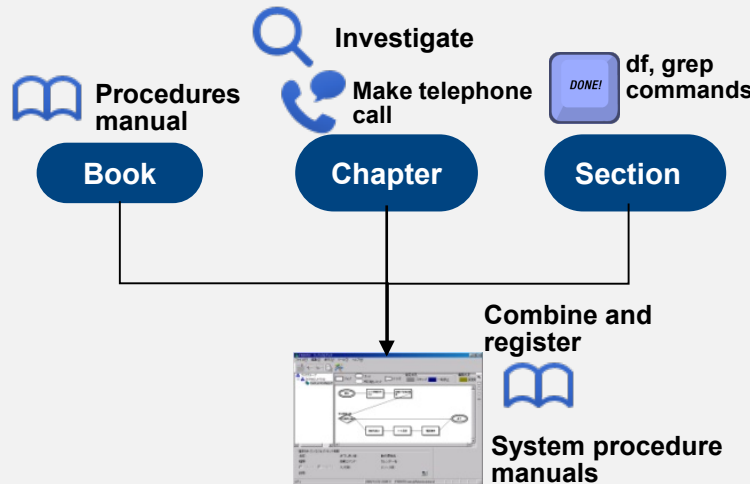 Investigate
Procedures
manual
Make telephone
call
DONE!
df, grep
commands
Book
Chapter
Section
Combine and
register
System procedure
manuals